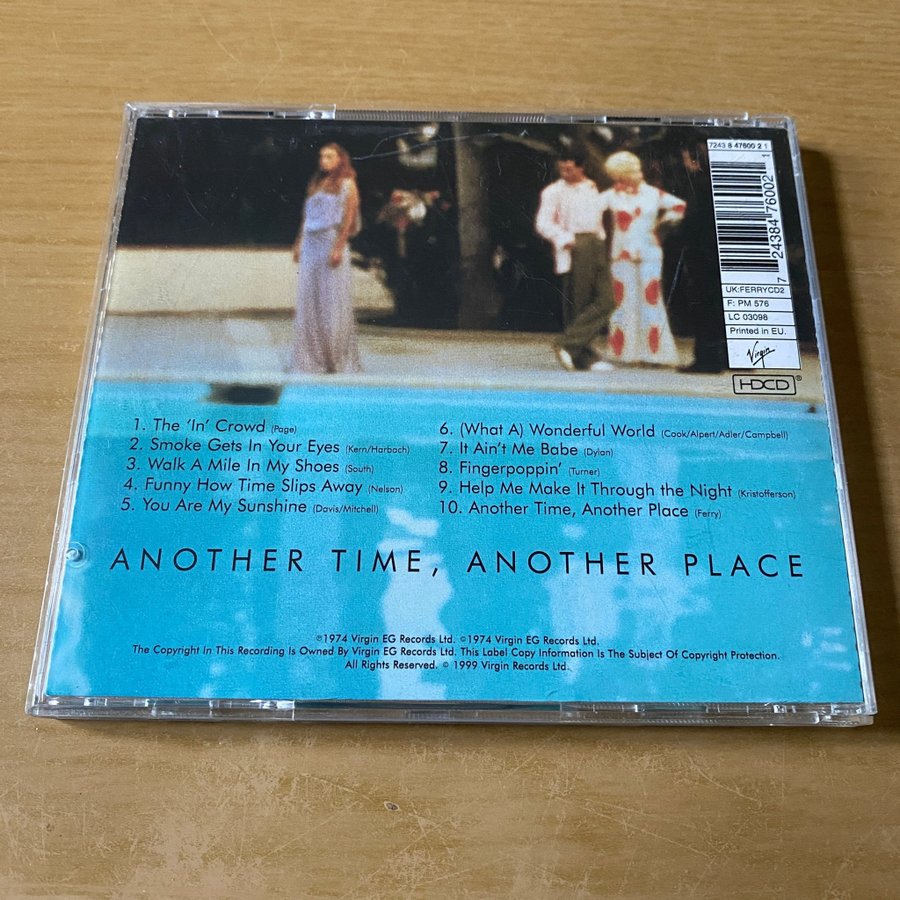 7243 8 47600 2 1
7 24384 76002 1
UK:FERRYCD2
F: PM 576
LC 03098
Printed in EU.
Virgin
HDCD®
1. The 'In' Crowd (Page)
2. Smoke Gets In Your Eyes (Kern/Harbach)
3. Walk A Mile In My Shoes (South)
4. Funny How Time Slips Away (Nelson)
5. You Are My Sunshine (Davis/Mitchell)
6. (What A) Wonderful World (Cook/Alpert/Adler/Campbell)
7. It Ain't Me Babe (Dylan)
8. Fingerpoppin' (Turner)
9. Help Me Make It Through the Night (Kristofferson)
10. Another Time, Another Place (Ferry)
ANOTHER TIME, ANOTHER PLACE
℗1974 Virgin EG Records Ltd. ©1974 Virgin EG Records Ltd.
The Copyright In This Recording Is Owned By Virgin EG Records Ltd. This Label Copy Information Is The Subject Of Copyright Protection.
All Rights Reserved. © 1999 Virgin Records Ltd.